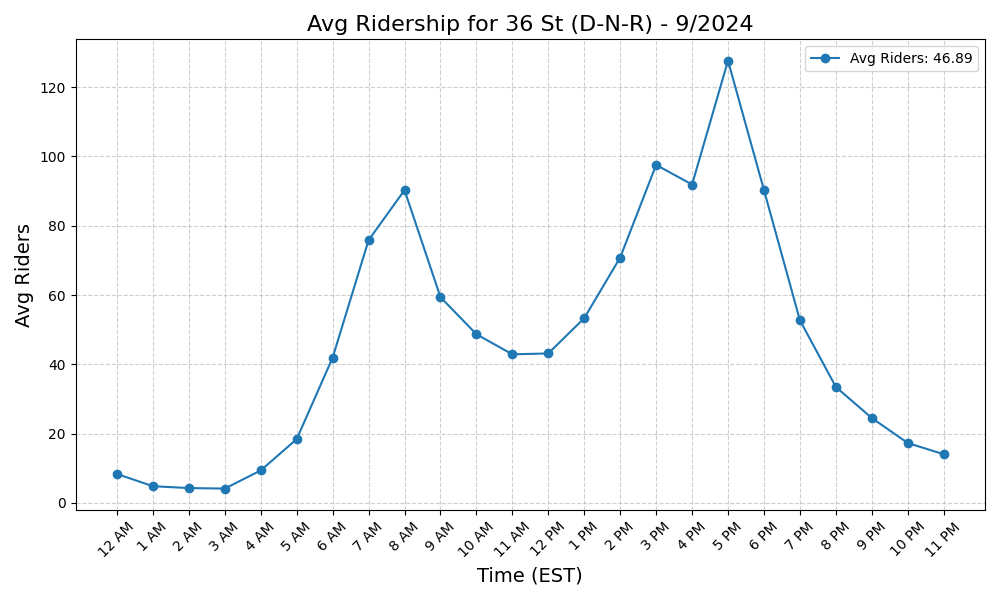 Avg Ridership for 36 St (D-N-R) - 9/2024
Avg Riders: 46.89
120
100
80
60
40
20
0
Avg Riders
12 AM
1 AM
2 AM
3 AM
4 AM
5 AM
6 AM
7 AM
8 AM
9 AM
10 AM
11 AM
12 PM
1 PM
2 PM
3 PM
4 PM
5 PM
6 PM
7 PM
8 PM
9 PM
10 PM
11 PM
Time (EST)